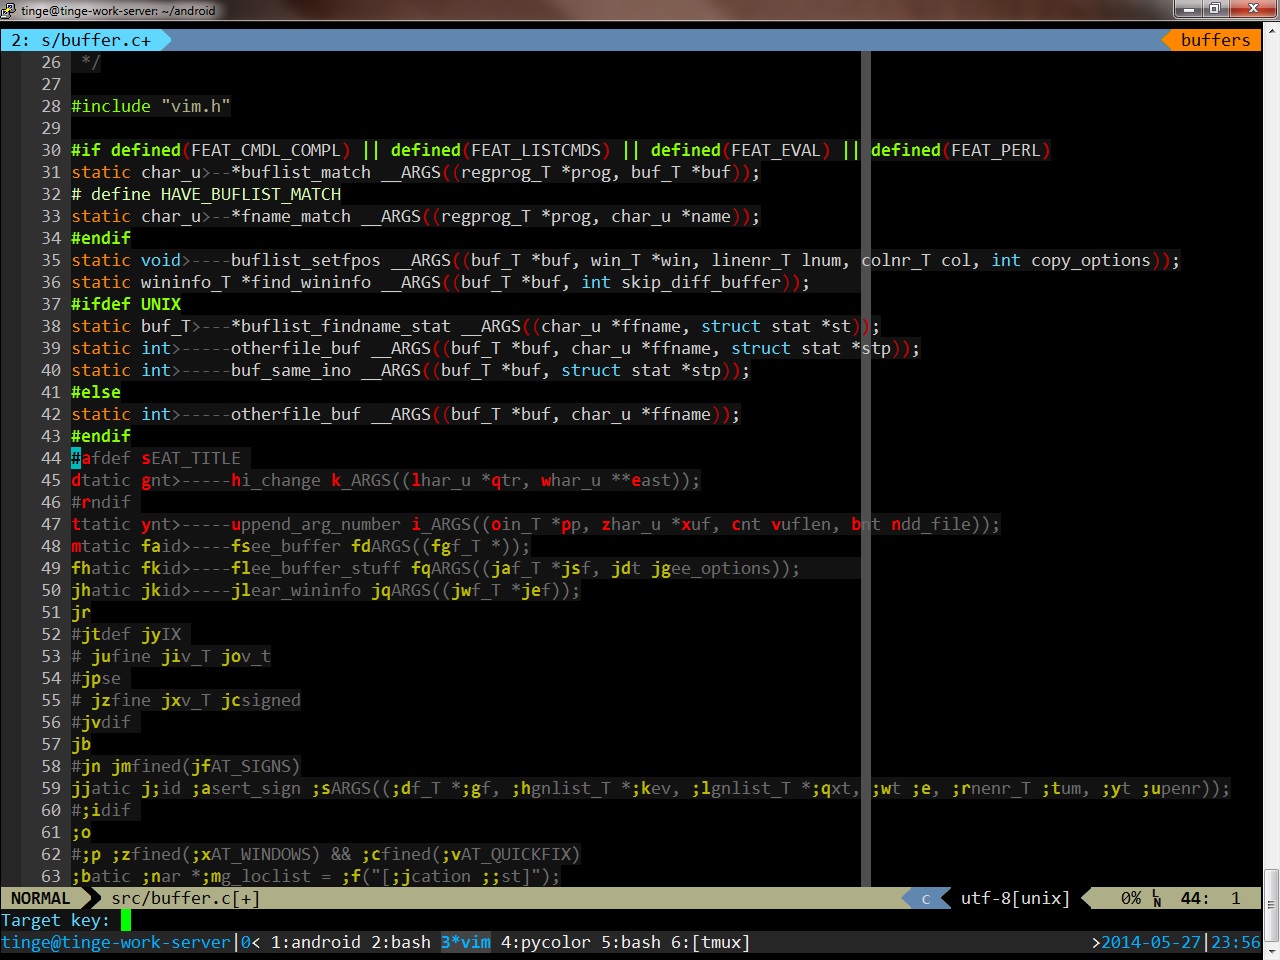 tinge@tinge-work-server: ~/android
2: s/buffer.c+ buffers
26 */
27
28 #include "vim.h"
29
30 #if defined(FEAT_CMDL_COMPL) || defined(FEAT_LISTCMDS) || defined(FEAT_EVAL) || defined(FEAT_PERL)
31 static char_u>--*buflist_match __ARGS((regprog_T *prog, buf_T *buf));
32 # define HAVE_BUFLIST_MATCH
33 static char_u>--*fname_match __ARGS((regprog_T *prog, char_u *name));
34 #endif
35 static void>----buflist_setfpos __ARGS((buf_T *buf, win_T *win, linenr_T lnum, colnr_T col, int copy_options));
36 static wininfo_T *find_wininfo __ARGS((buf_T *buf, int skip_diff_buffer));
37 #ifdef UNIX
38 static buf_T>---*buflist_findname_stat __ARGS((char_u *ffname, struct stat *st));
39 static int>-----otherfile_buf __ARGS((buf_T *buf, char_u *ffname, struct stat *stp));
40 static int>-----buf_same_ino __ARGS((buf_T *buf, struct stat *stp));
41 #else
42 static int>-----otherfile_buf __ARGS((buf_T *buf, char_u *ffname));
43 #endif
44 #afdef sEAT_TITLE
45 dtatic gnt>-----hi_change k_ARGS((lhar_u *qtr, whar_u **east));
46 #rndif
47 ttatic ynt>-----uppend_arg_number i_ARGS((oin_T *pp, zhar_u *xuf, cnt vuflen, bnt ndd_file));
48 mtatic faid>----fsee_buffer fdARGS((fgf_T *));
49 fhatic fkid>----flee_buffer_stuff fqARGS((jaf_T *jsf, jdt jgee_options));
50 jhatic jkid>----jlear_wininfo jqARGS((jwf_T *jef));
51 jr
52 #jtdef jyIX
53 # jufine jiv_T jov_t
54 #jpse
55 # jzfine jxv_T jcsigned
56 #jvdif
57 jb
58 #jn jmfined(jfAT_SIGNS)
59 jjatic j;id ;asert_sign ;sARGS((;df_T *;gf, ;hgnlist_T *;kev, ;lgnlist_T *;qxt, ;wt ;e, ;rnenr_T ;tum, ;yt ;upenr));
60 #;idif
61 ;o
62 #;p ;zfined(;xAT_WINDOWS) && ;cfined(;vAT_QUICKFIX)
63 ;batic ;nar *;mg_loclist = ;f("[;jcation ;;st]");
NORMAL src/buffer.c[+] c utf-8[unix] 0% LN 44: 1
Target key:
tinge@tinge-work-server|0< 1:android 2:bash 3*vim 4:pycolor 5:bash 6:[tmux] >2014-05-27|23:56